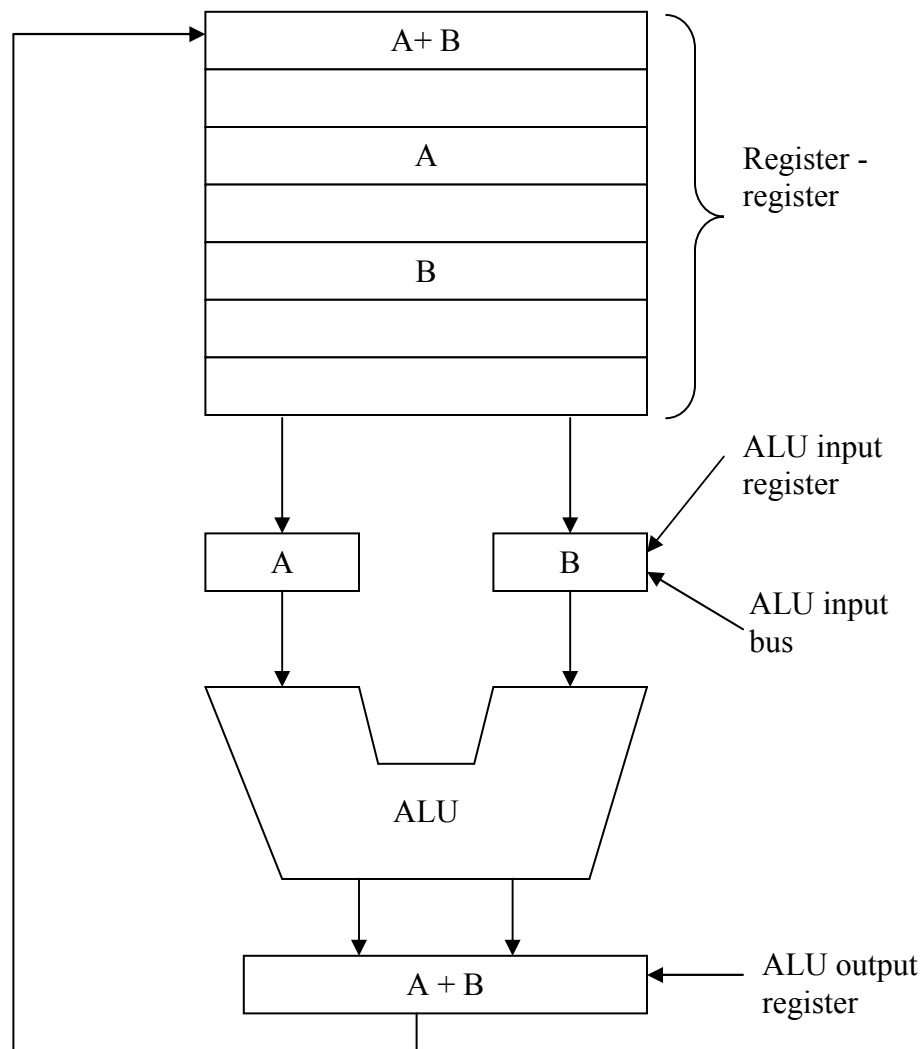 A+ B
A
Register -
register
B
ALU input
register
A
B
ALU input
bus
ALU
A + B
ALU output
register